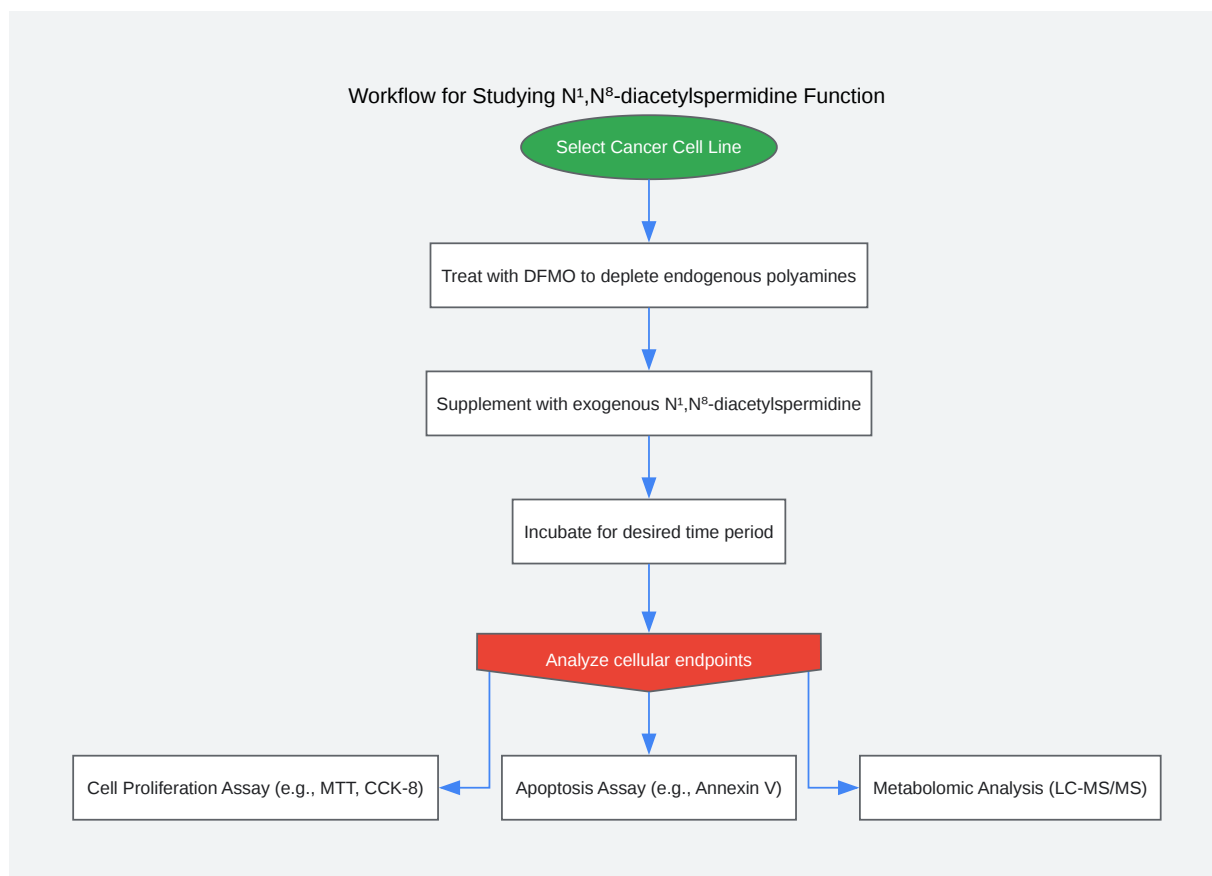 Workflow for Studying N¹,N⁸-diacetylspermidine Function
Select Cancer Cell Line
Treat with DFMO to deplete endogenous polyamines
Supplement with exogenous N¹,N⁸-diacetylspermidine
Incubate for desired time period
Analyze cellular endpoints
Cell Proliferation Assay (e.g., MTT, CCK-8)
Apoptosis Assay (e.g., Annexin V)
Metabolomic Analysis (LC-MS/MS)